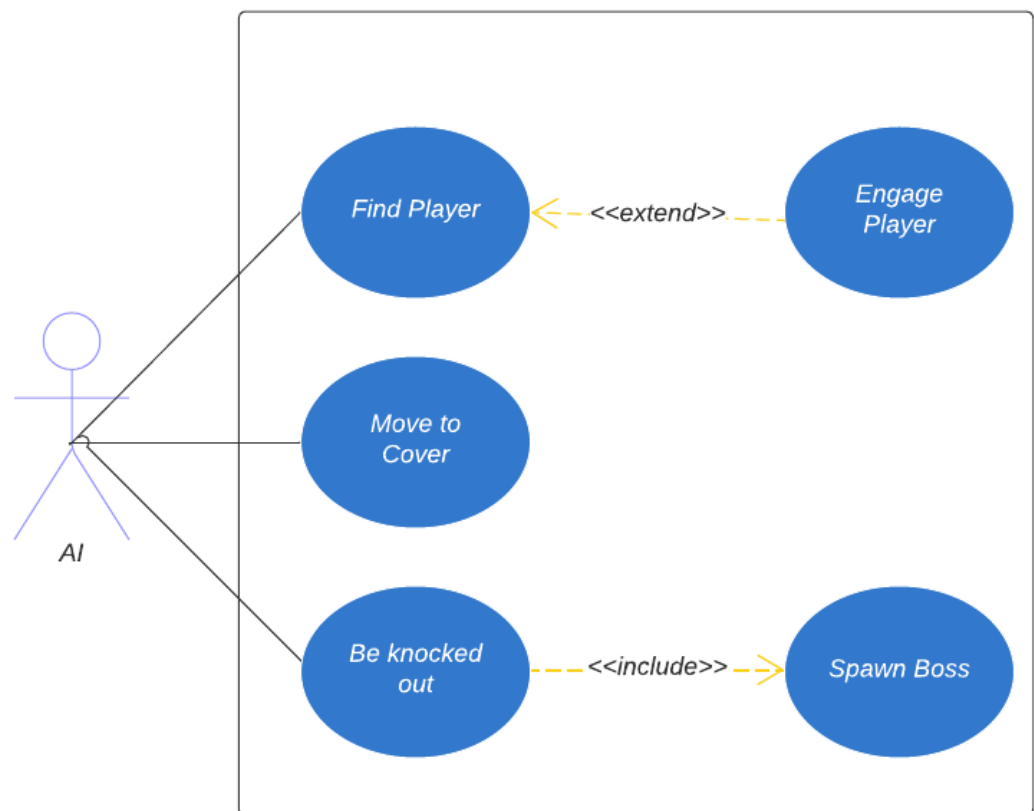 Find Player
<<extend>>
Engage
Player
Move to
Cover
AI
Be knocked
out
<<include>>
Spawn Boss